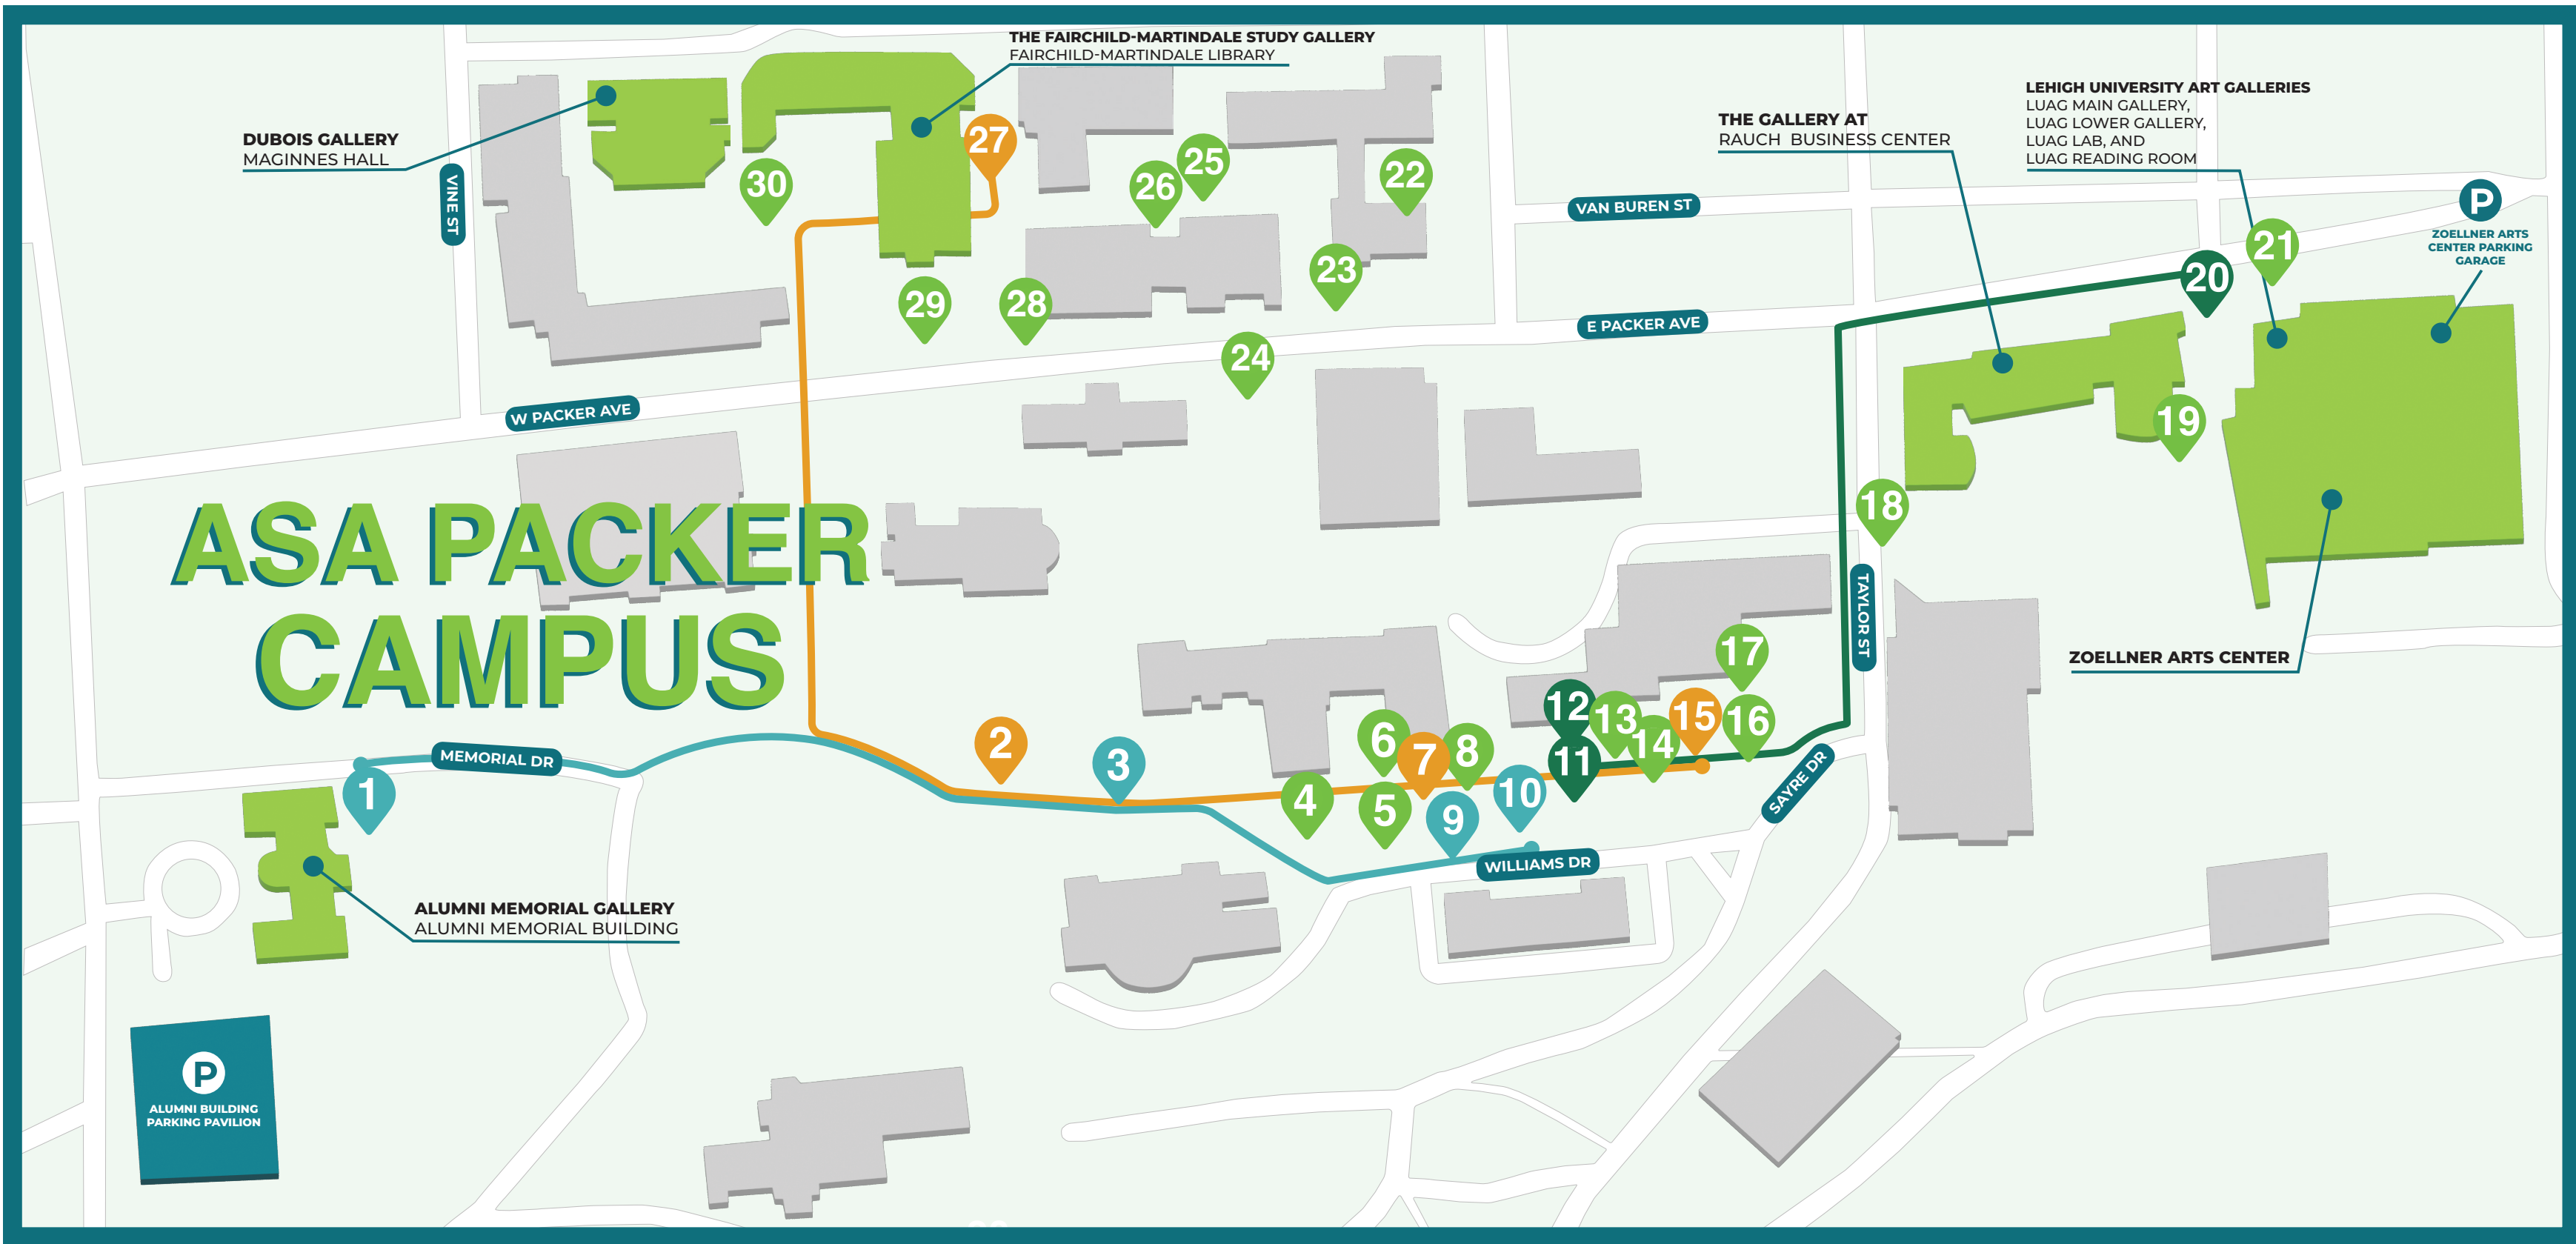 THE FAIRCHILD-MARTINDALE STUDY GALLERY
FAIRCHILD-MARTINDALE LIBRARY
DUBOIS GALLERY
MAGINNES HALL
THE GALLERY AT
RAUCH BUSINESS CENTER
LEHIGH UNIVERSITY ART GALLERIES
LUAG MAIN GALLERY,
LUAG LOWER GALLERY,
LUAG LAB, AND
LUAG READING ROOM
P
ZOELLNER ARTS
CENTER PARKING
GARAGE
VINE ST
VAN BUREN ST
E PACKER AVE
W PACKER AVE
27
30
25
26
22
23
28
29
24
20
21
19
18
ASA PACKER
CAMPUS
TAYLOR ST
ZOELLNER ARTS CENTER
17
12
13
14
15
16
11
6
7
8
2
3
4
5
9
10
1
MEMORIAL DR
SAYRE DR
WILLIAMS DR
ALUMNI MEMORIAL GALLERY
ALUMNI MEMORIAL BUILDING
P
ALUMNI BUILDING
PARKING PAVILION